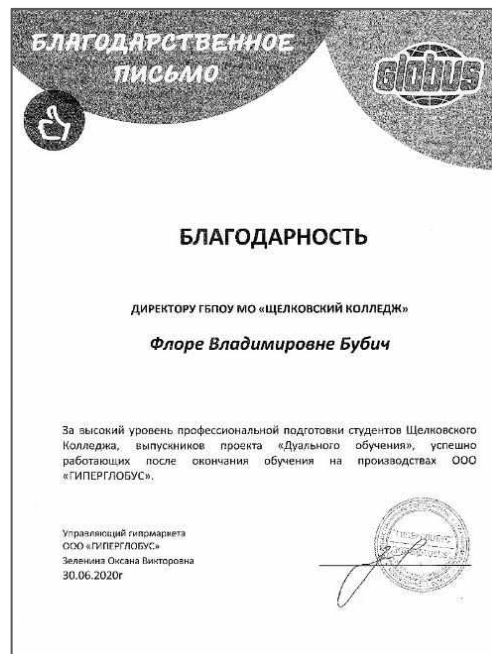 БЛАГОДАРСТВЕННОЕ
ПИСЬМО
Globus
БЛАГОДАРНОСТЬ
ДИРЕКТОРУ ГБПОУ МО «ЩЕЛКОВСКИЙ КОЛЛЕДЖ»
Флоре Владимировне Бубич
За высокий уровень профессиональной подготовки студентов Щелковского
Колледжа, выпускников проекта «Дуального обучения», успешно
работающих после окончания обучения на производствах ООО
«ГИПЕРГЛОБУС».
Управляющий гипрмаркета
ООО «ГИПЕРГЛОБУС»
Зеленина Оксана Викторовна
30.06.2020г
ГИПЕРГЛОБУС